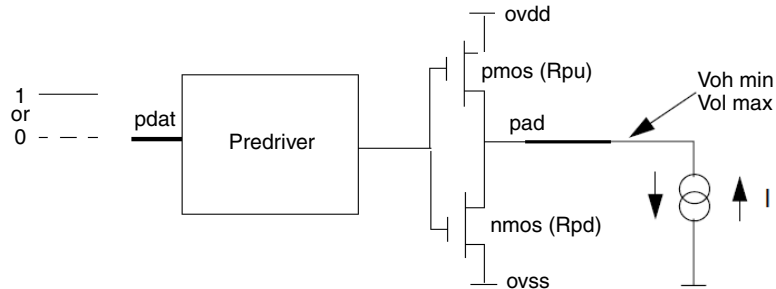 ovdd
pmos (Rpu)
1
or
0
pdat
Predriver
pad
Voh min
Vol max
I
nmos (Rpd)
ovss